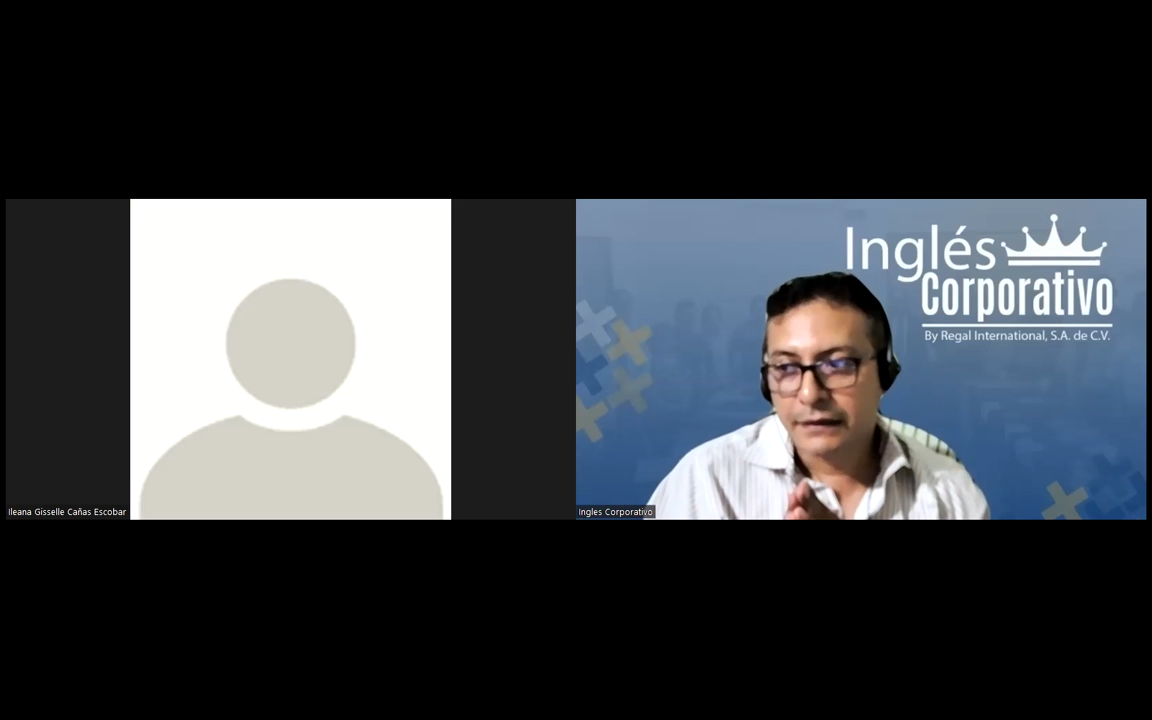 Inglés
Corporativo
By Regal International, S.A. de C.V.
Ileana Gisselle Cañas Escobar
Ingles Corporativo